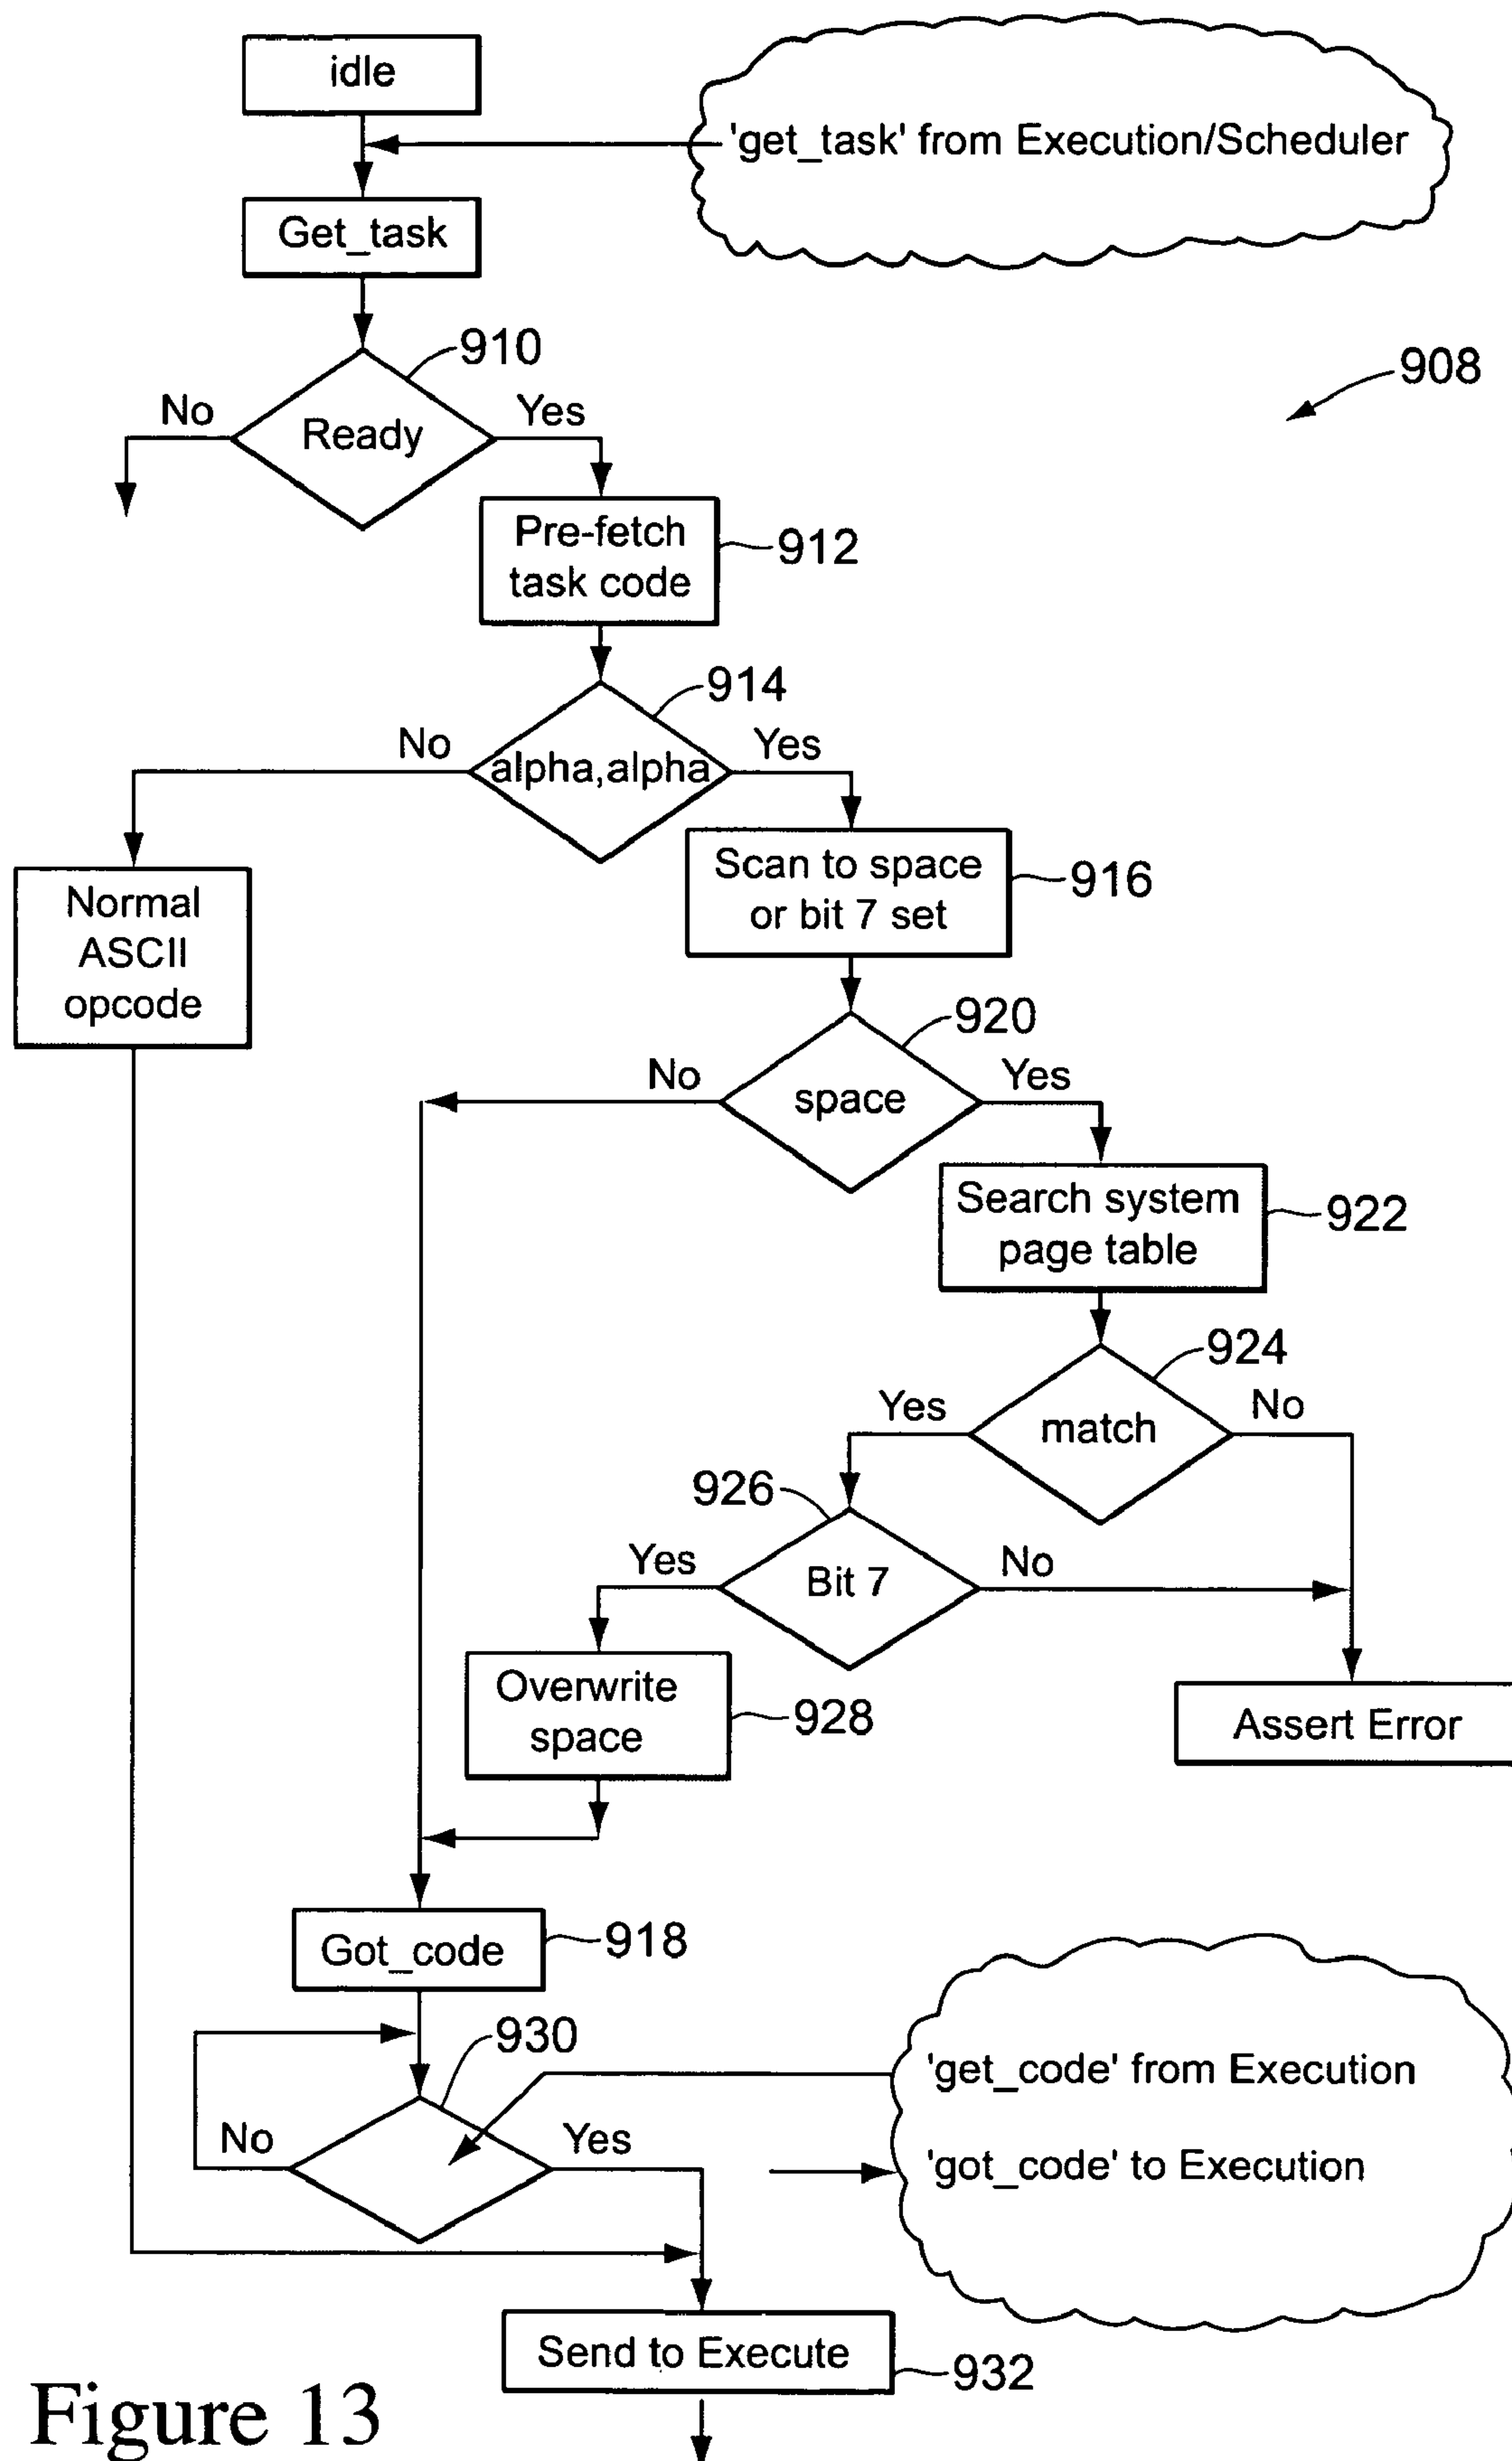 idle
'get_task' from Execution/Scheduler
Get_task
910
908
No
Yes
Ready
Pre-fetch
task code
912
914
No
Yes
alpha,alpha
Scan to space
or bit 7 set
916
Normal
ASCII
opcode
920
No
Yes
space
Search system
page table
922
924
Yes
No
match
926
Yes
No
Bit 7
Overwrite
space
928
Assert Error
Got_code
918
930
'get_code' from Execution
No
Yes
'got_code' to Execution
Send to Execute
932
Figure 13